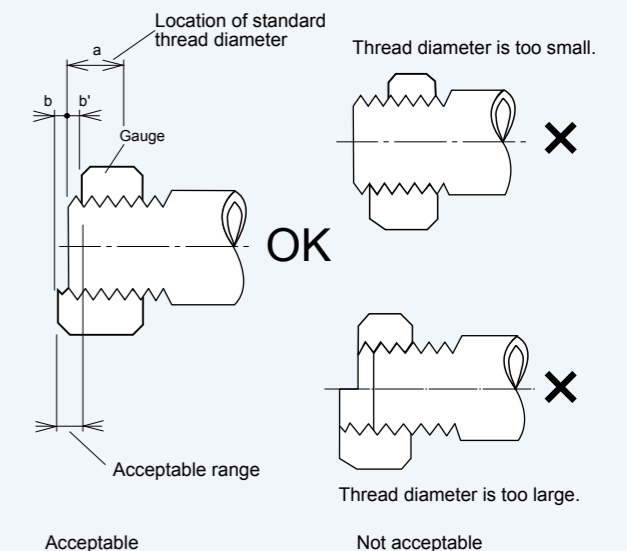 Location of standard
thread diameter
a
b
b'
Gauge
OK
Acceptable range
Acceptable
Thread diameter is too small.
Thread diameter is too large.
Not acceptable